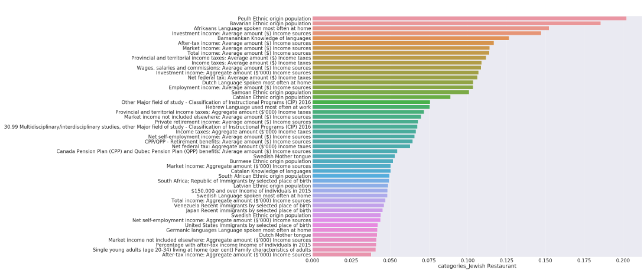 Peulh Ethnic origin population
Bavarian Ethnic origin population
Afrikaans Language spoken most often at home
Investment income: Average amount ($) Income sources
Bamanankan Knowledge of languages
After-tax income: Average amount ($) Income sources
Market income: Average amount ($) Income sources
Total income: Average amount ($) Income sources
Provincial and territorial income taxes: Average amount ($) Income taxes
Income taxes: Average amount ($) Income taxes
Wages, salaries and commissions: Average amount ($) Income sources
Investment income: Aggregate amount ($'000) Income sources
Net federal tax: Average amount ($) Income taxes
Dutch Language spoken most often at home
Employment income: Average amount ($) Income sources
Samoan Ethnic origin population
Catalan Ethnic origin population
Other Major field of study - Classification of Instructional Programs (CIP) 2016
Hebrew Language used most often at work
Provincial and territorial income taxes: Aggregate amount ($'000) Income taxes
Market income not included elsewhere: Average amount ($) Income sources
Private retirement income: Average amount ($) Income sources
30.99 Multidisciplinary/interdisciplinary studies, other Major field of study - Classification of Instructional Programs (CIP) 2016
Income taxes: Aggregate amount ($'000) Income taxes
Net self-employment income: Average amount ($) Income sources
CPP/QPP - Retirement benefits: Average amount ($) Income sources
Net federal tax: Aggregate amount ($'000) Income taxes
Canada Pension Plan (CPP) and Québec Pension Plan (QPP) benefits: Average amount ($) Income sources
Swedish Mother tongue
Burmese Ethnic origin population
Market income: Aggregate amount ($'000) Income sources
Catalan Knowledge of languages
South African Ethnic origin population
South Africa; Republic of Immigrants by selected place of birth
Latvian Ethnic origin population
$150,000 and over Income of individuals in 2015
Swedish Language spoken most often at home
Total income: Aggregate amount ($'000) Income sources
Venezuela Recent immigrants by selected places of birth
Japan Recent immigrants by selected places of birth
Swedish Ethnic origin population
Net self-employment income: Aggregate amount ($'000) Income sources
United States Immigrants by selected place of birth
Germanic languages Language spoken most often at home
Dutch Mother tongue
Market income not included elsewhere: Aggregate amount ($'000) Income sources
Percentage with after-tax income Income of individuals in 2015
Single young adults (age 20-34) living at home (per cent) Family characteristics of adults
After-tax income: Aggregate amount ($'000) Income sources
0.000 0.025 0.050 0.075 0.100 0.125 0.150 0.175 0.200
categories_Jewish Restaurant